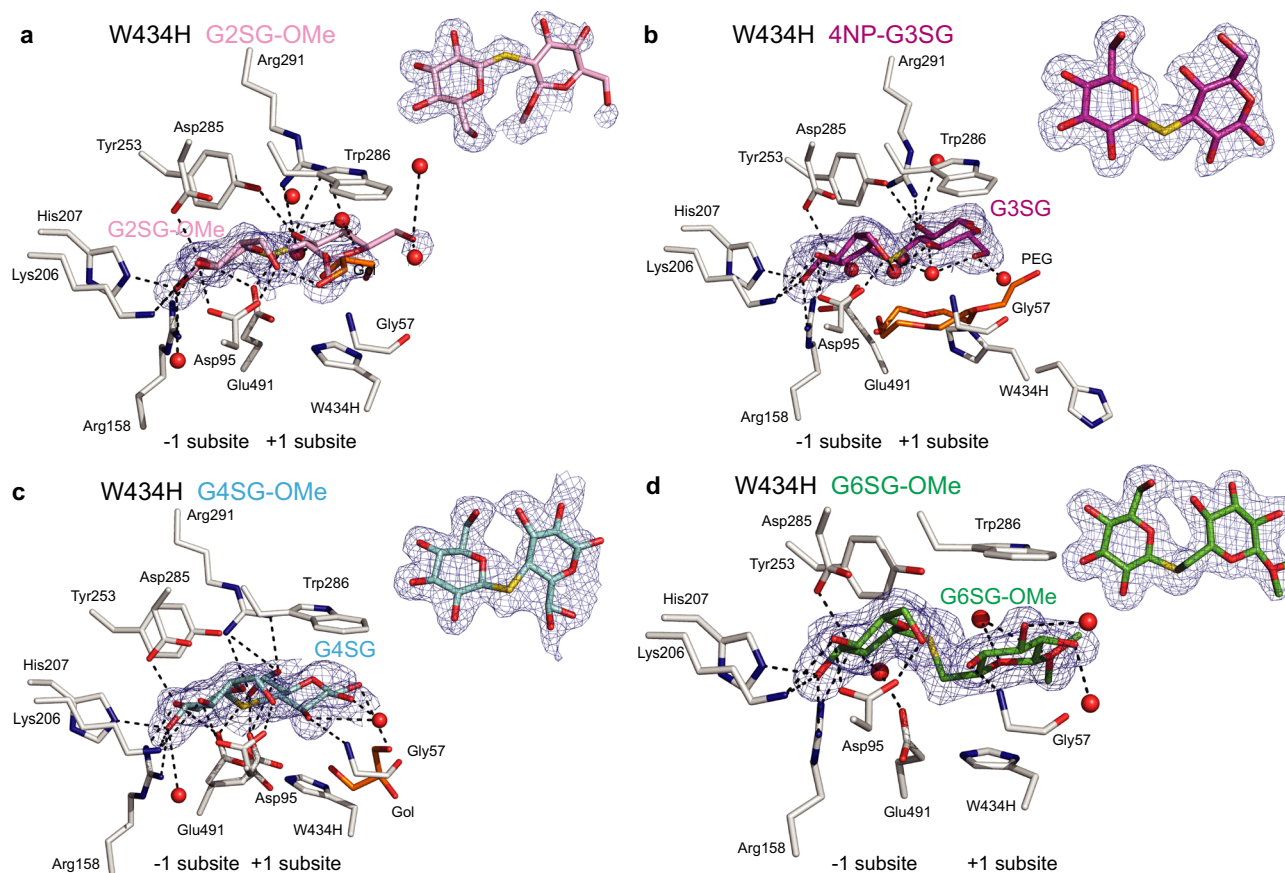 a
W434H G2SG-OMe
Arg291
Asp285
Tyr253
Trp286
His207
G2SG-OMe
Lys206
Gol
Gly57
Asp95
Glu491
W434H
Arg158
-1 subsite +1 subsite
b
W434H 4NP-G3SG
Arg291
Asp285
Trp286
Tyr253
His207
G3SG
Lys206
PEG
Gly57
Asp95
Glu491
W434H
Arg158
-1 subsite +1 subsite
c
W434H G4SG-OMe
Arg291
Asp285
Trp286
Tyr253
G4SG
His207
Lys206
Gly57
Asp95
Gol
Glu491
W434H
Arg158
-1 subsite +1 subsite
d
W434H G6SG-OMe
Asp285
Trp286
Tyr253
His207
G6SG-OMe
Lys206
Gly57
Asp95
Glu491
W434H
Arg158
-1 subsite +1 subsite